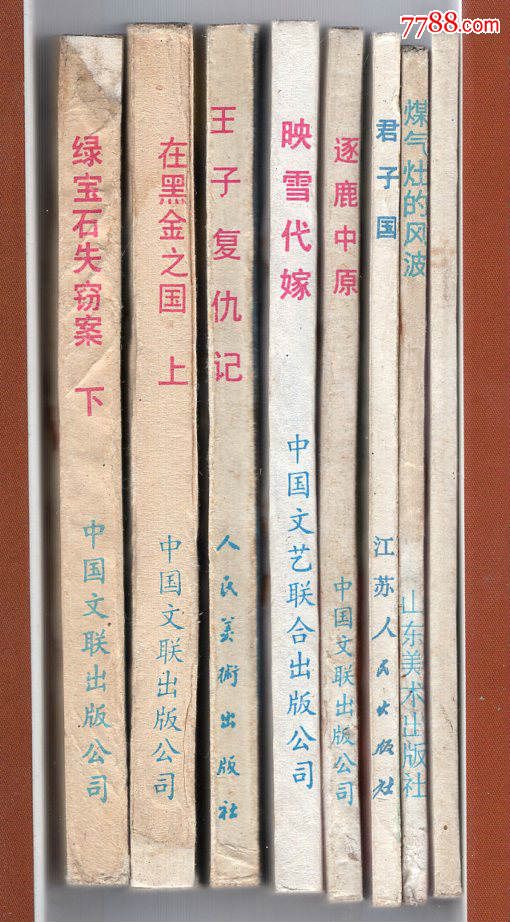 7788.com
绿宝石失窃案 下
中国文联出版公司
在黑金之国 上
中国文联出版公司
王子复仇记
人民美術出版社
映雪代嫁
中国文艺联合出版公司
逐鹿中原
中国文联出版公司
君子国
江苏人民出版社
煤气灶的风波
山东美术出版社